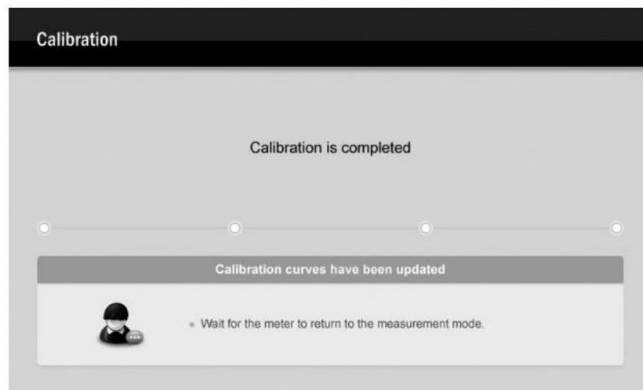 Calibration
Calibration is completed
Calibration curves have been updated
Wait for the meter to return to the measurement mode.